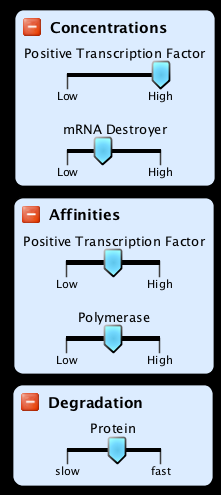 Concentrations
Positive Transcription Factor
Low High
mRNA Destroyer
Low High
Affinities
Positive Transcription Factor
Low High
Polymerase
Low High
Degradation
Protein
slow fast